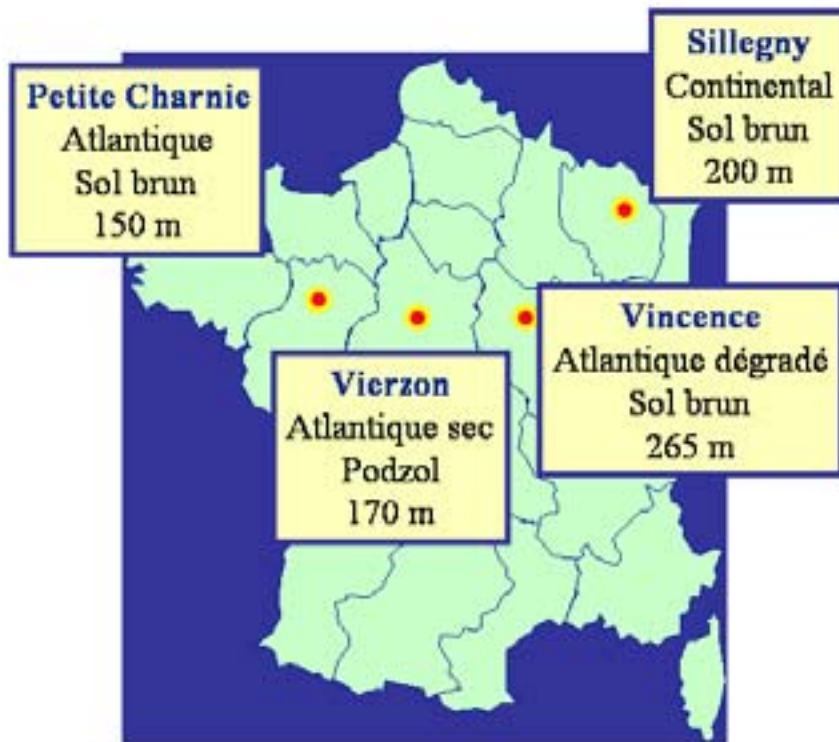 Petite Charnie
Atlantique
Sol brun
150 m
Sillegny
Continental
Sol brun
200 m
Vierzon
Atlantique sec
Podzol
170 m
Vincence
Atlantique dégradé
Sol brun
265 m